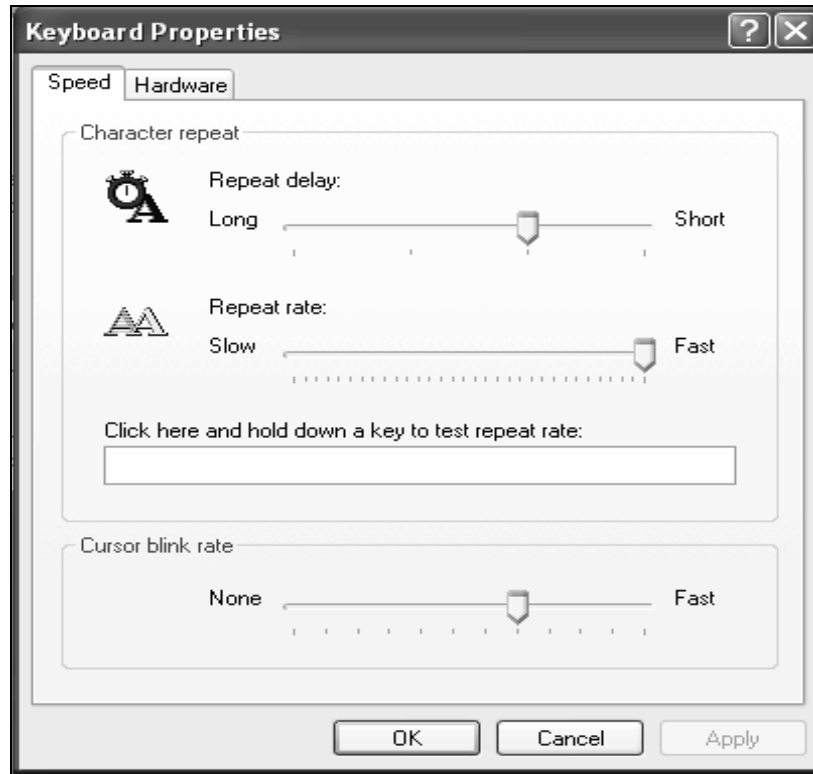 Keyboard Properties
Speed Hardware
Character repeat
Repeat delay:
Long Short
Repeat rate:
Slow Fast
Click here and hold down a key to test repeat rate:
Cursor blink rate
None Fast
OK Cancel Apply